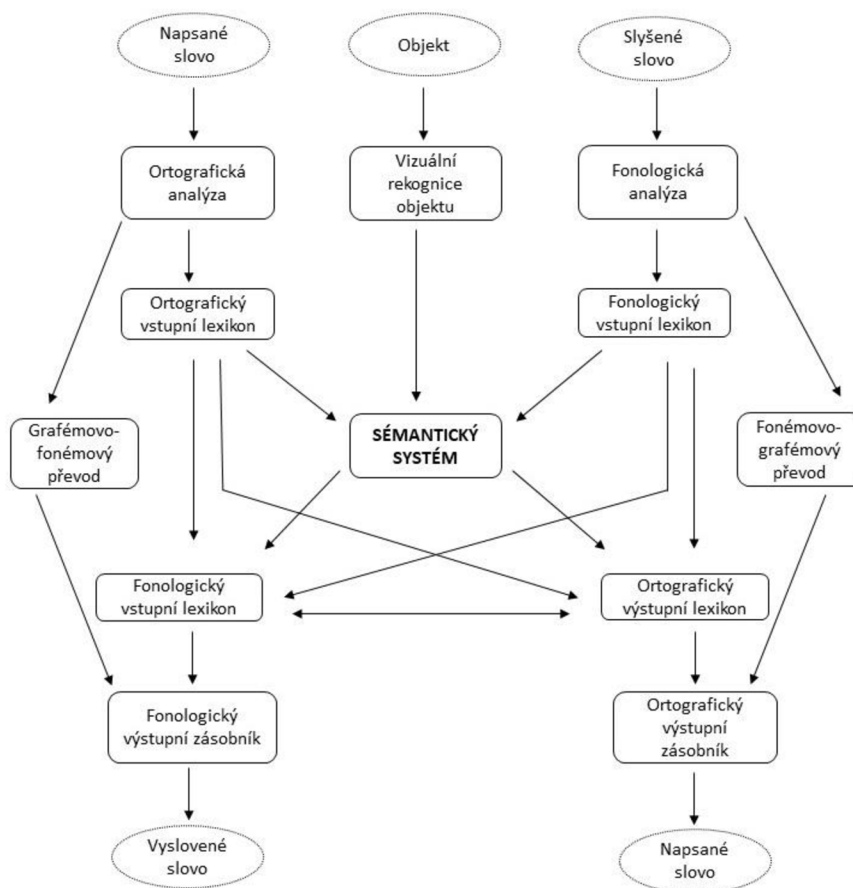 Napsané
slovo
Objekt
Slyšené
slovo
Ortografická
analýza
Vizuální
rekognice
objektu
Fonologická
analýza
Ortografický
vstupní lexikon
Fonologický
vstupní lexikon
Grafémovo-
fonémový
převod
SÉMANTICKÝ
SYSTÉM
Fonémovo-
grafémový
převod
Fonologický
vstupní lexikon
Ortografický
výstupní lexikon
Fonologický
výstupní zásobník
Ortografický
výstupní
zásobník
Vyslovené
slovo
Napsané
slovo